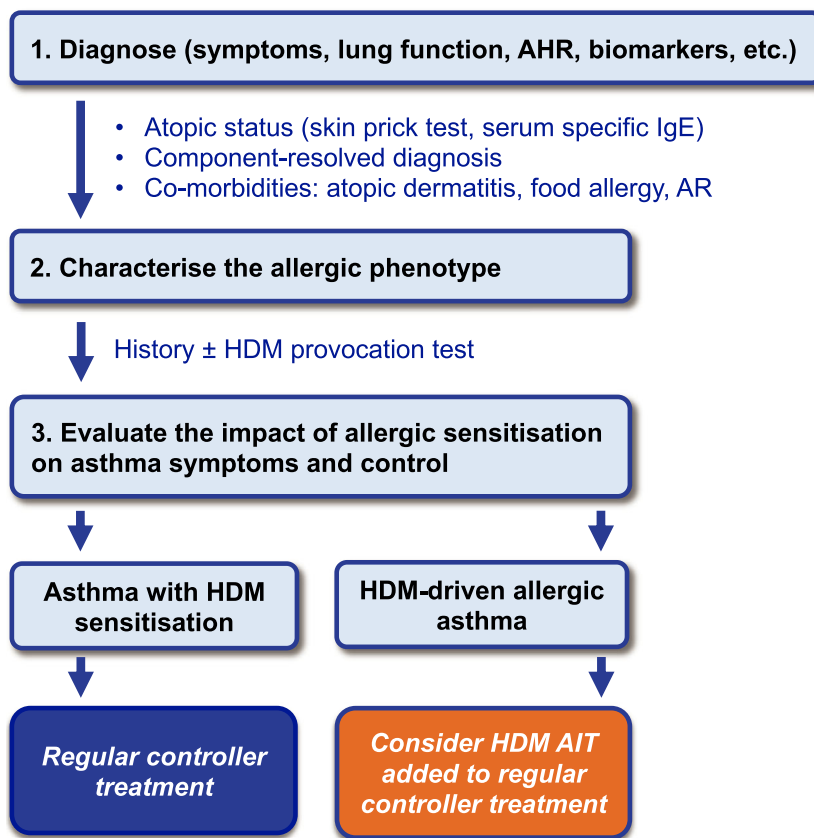 1. Diagnose (symptoms, lung function, AHR, biomarkers, etc.)
• Atopic status (skin prick test, serum specific IgE)
• Component-resolved diagnosis
• Co-morbidities: atopic dermatitis, food allergy, AR
2. Characterise the allergic phenotype
History ± HDM provocation test
3. Evaluate the impact of allergic sensitisation
on asthma symptoms and control
Asthma with HDM
sensitisation
HDM-driven allergic
asthma
Regular controller
treatment
Consider HDM AIT
added to regular
controller treatment